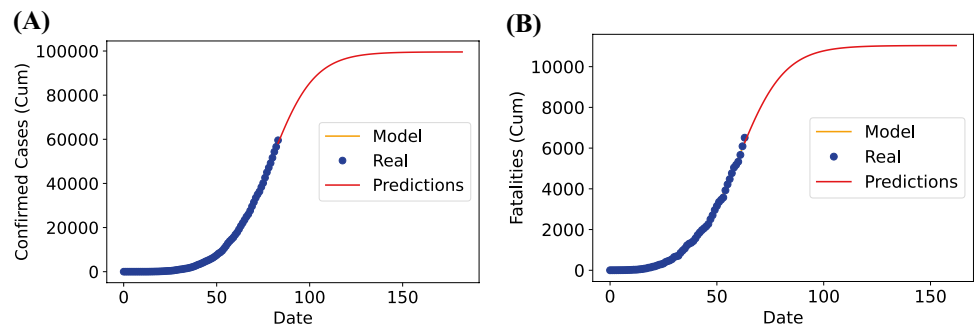 (A)
100000
80000
60000
40000
20000
0
Confirmed Cases (Cum)
Model
Real
Predictions
0
50
100
150
Date
(B)
10000
8000
6000
4000
2000
0
Fatalities (Cum)
Model
Real
Predictions
0
50
100
150
Date